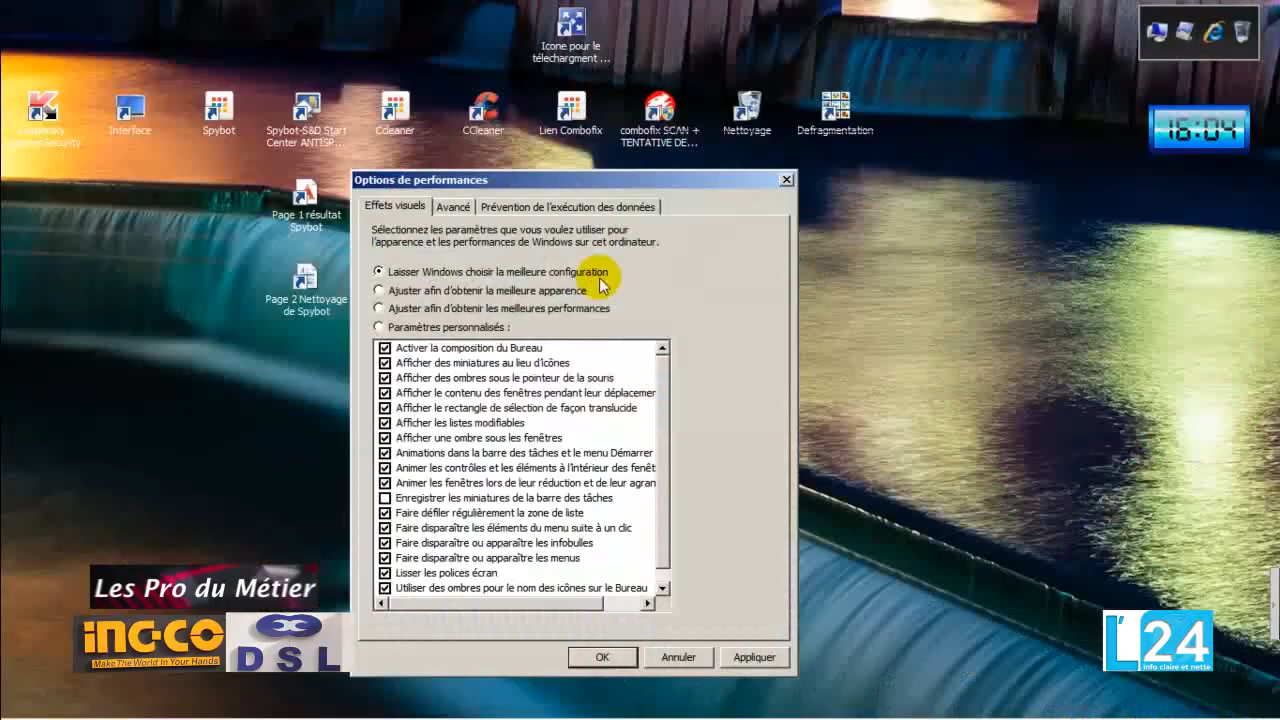 Icone pour le
télechargment ...
Kaspersky
Interface
Spybot
Spybot-S&D Start
Center ANTISP...
Ccleaner
CCleaner
Lien Combofix
combofix SCAN +
TENTATIVE DE...
Nettoyage
Defragmentation
16:04
Page 1 résultat
Spybot
Page 2 Nettoyage
de Spybot
Options de performances
Effets visuels
Avancé
Prévention de l'exécution des données
Sélectionnez les paramètres que vous voulez utiliser pour
l'apparence et les performances de Windows sur cet ordinateur.
Laisser Windows choisir la meilleure configuration
Ajuster afin d'obtenir la meilleure apparence
Ajuster afin d'obtenir les meilleures performances
Paramètres personnalisés :
Activer la composition du Bureau
Afficher des miniatures au lieu d'icônes
Afficher des ombres sous le pointeur de la souris
Afficher le contenu des fenêtres pendant leur déplacemer
Afficher le rectangle de sélection de façon translucide
Afficher les listes modifiables
Afficher une ombre sous les fenêtres
Animations dans la barre des tâches et le menu Démarrer
Animer les contrôles et les éléments à l'intérieur des fenêt
Animer les fenêtres lors de leur réduction et de leur agran
Enregistrer les miniatures de la barre des tâches
Faire défiler régulièrement la zone de liste
Faire disparaître les éléments du menu suite à un clic
Faire disparaître ou apparaître les infobulles
Faire disparaître ou apparaître les menus
Lisser les polices écran
Utiliser des ombres pour le nom des icônes sur le Bureau
OK
Annuler
Appliquer
Les Pro du Métier
ingco
Make The World In Your Hands
DSL
L'24
info claire et nette